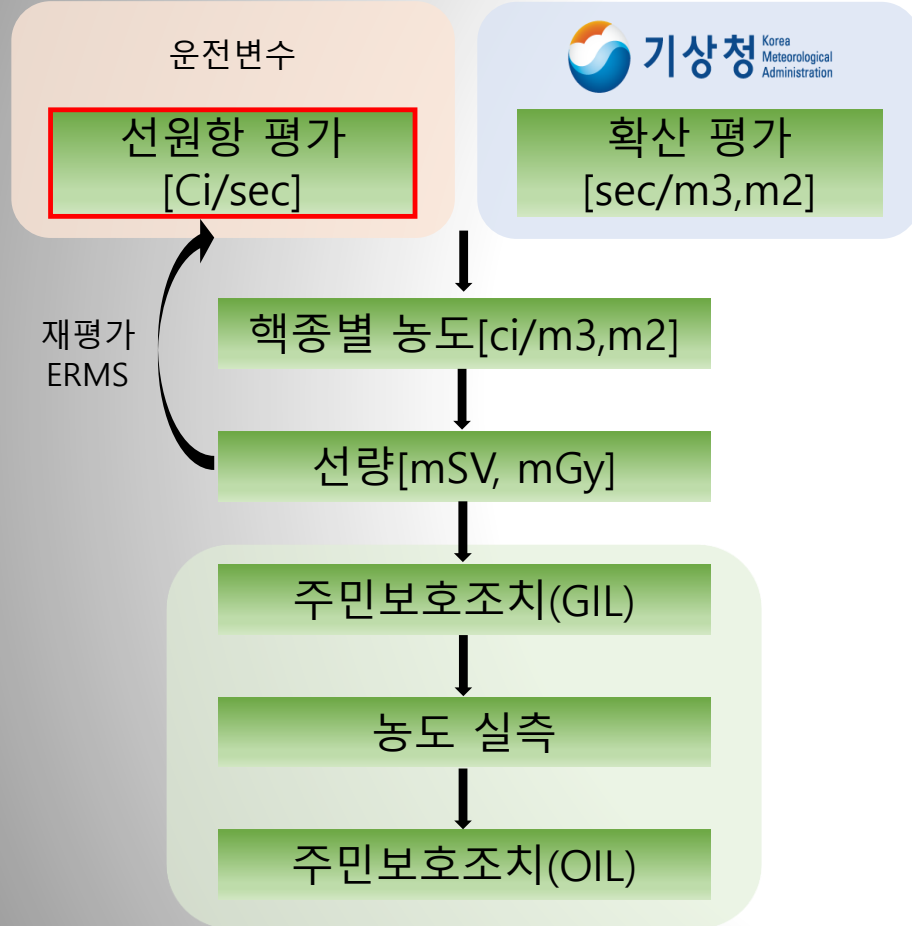 운전변수
선원항 평가
[Ci/sec]
기상청 Korea
Meteorological
Administration
확산 평가
[sec/m3,m2]
재평가
ERMS
핵종별 농도[ci/m3,m2]
선량[mSV, mGy]
주민보호조치(GIL)
농도 실측
주민보호조치(OIL)